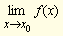 lim f(x)
x→x₀